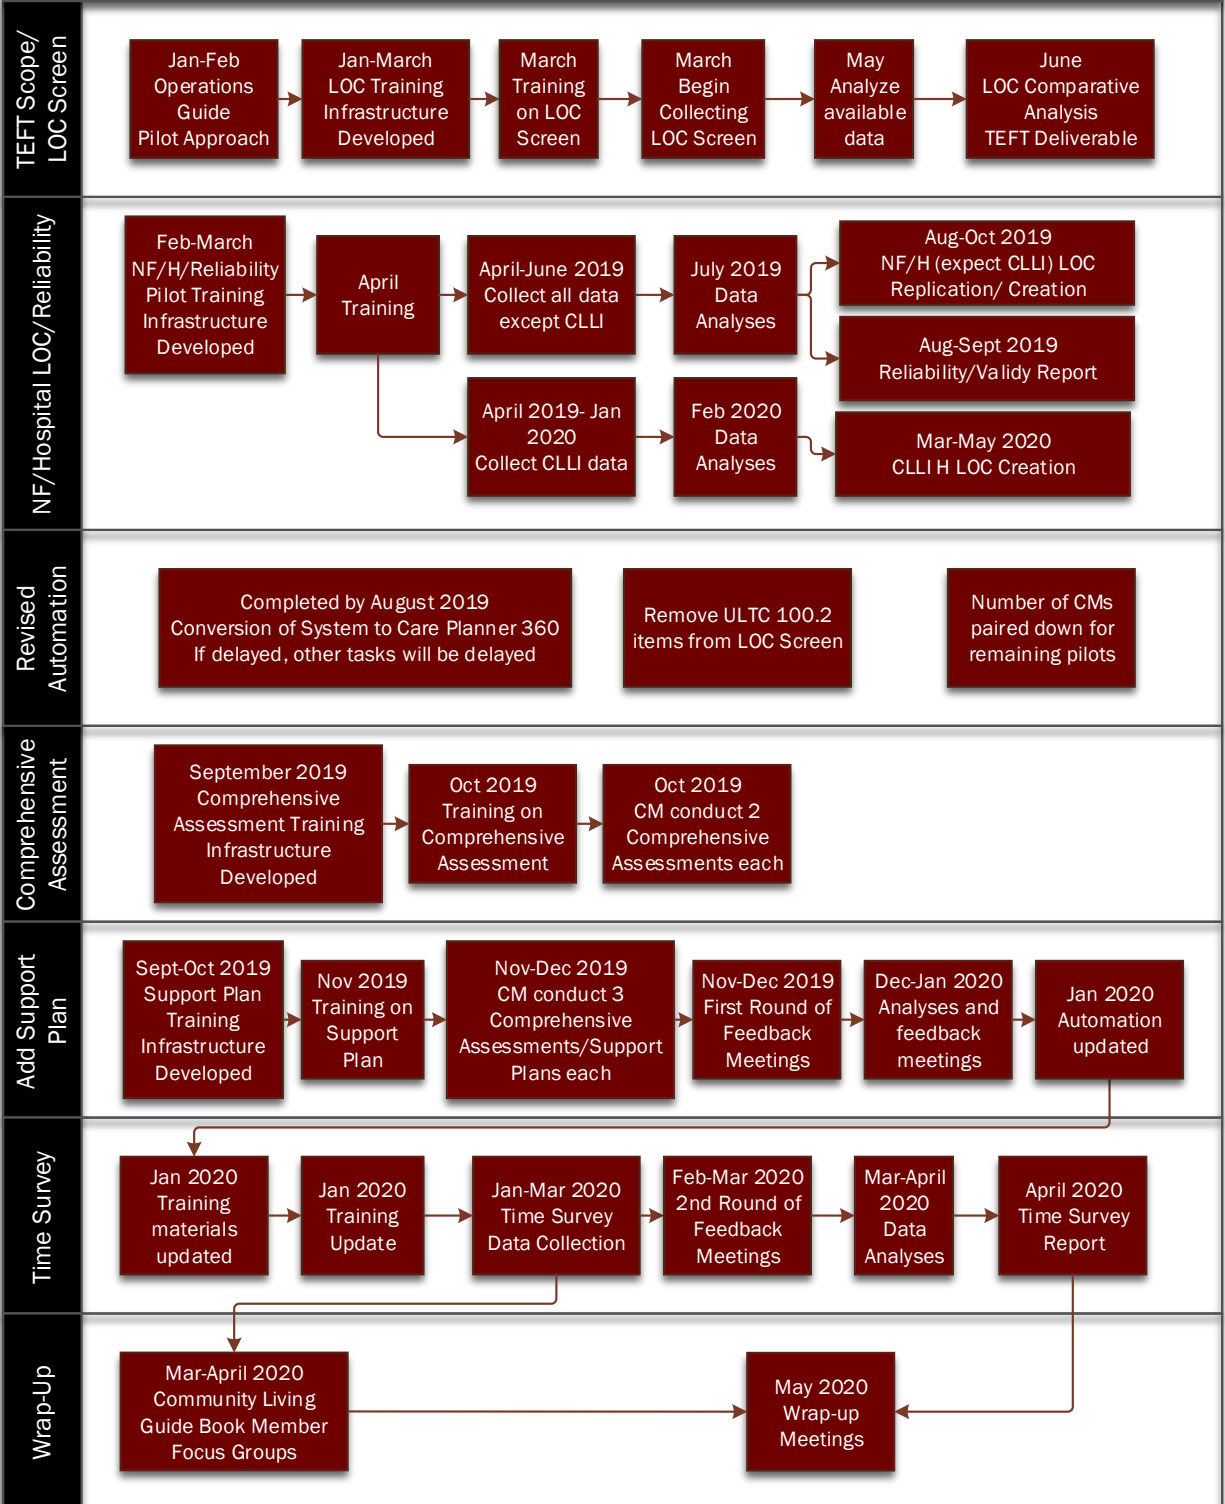 TEFT Scope/
LOC Screen
Jan-Feb
Operations
Guide
Pilot Approach
Jan-March
LOC Training
Infrastructure
Developed
March
Training
on LOC
Screen
March
Begin
Collecting
LOC Screen
May
Analyze
available
data
June
LOC Comparative
Analysis
TEFT Deliverable
NF/Hospital LOC/Reliability
Feb-March
NF/H/Reliability
Pilot Training
Infrastructure
Developed
April
Training
April-June 2019
Collect all data
except CLLI
July 2019
Data
Analyses
Aug-Oct 2019
NF/H (expect CLLI) LOC
Replication/ Creation
Aug-Sept 2019
Reliability/Validy Report
April 2019- Jan
2020
Collect CLLI data
Feb 2020
Data
Analyses
Mar-May 2020
CLLI H LOC Creation
Revised
Automation
Completed by August 2019
Conversion of System to Care Planner 360
If delayed, other tasks will be delayed
Remove ULTC 100.2
items from LOC Screen
Number of CMs
paired down for
remaining pilots
Comprehensive
Assessment
September 2019
Comprehensive
Assessment Training
Infrastructure
Developed
Oct 2019
Training on
Comprehensive
Assessment
Oct 2019
CM conduct 2
Comprehensive
Assessments each
Add Support
Plan
Sept-Oct 2019
Support Plan
Training
Infrastructure
Developed
Nov 2019
Training on
Support
Plan
Nov-Dec 2019
CM conduct 3
Comprehensive
Assessments/Support
Plans each
Nov-Dec 2019
First Round of
Feedback
Meetings
Dec-Jan 2020
Analyses and
feedback
meetings
Jan 2020
Automation
updated
Time Survey
Jan 2020
Training
materials
updated
Jan 2020
Training
Update
Jan-Mar 2020
Time Survey
Data Collection
Feb-Mar 2020
2nd Round of
Feedback
Meetings
Mar-April
2020
Data
Analyses
April 2020
Time Survey
Report
Wrap-Up
Mar-April 2020
Community Living
Guide Book Member
Focus Groups
May 2020
Wrap-up
Meetings